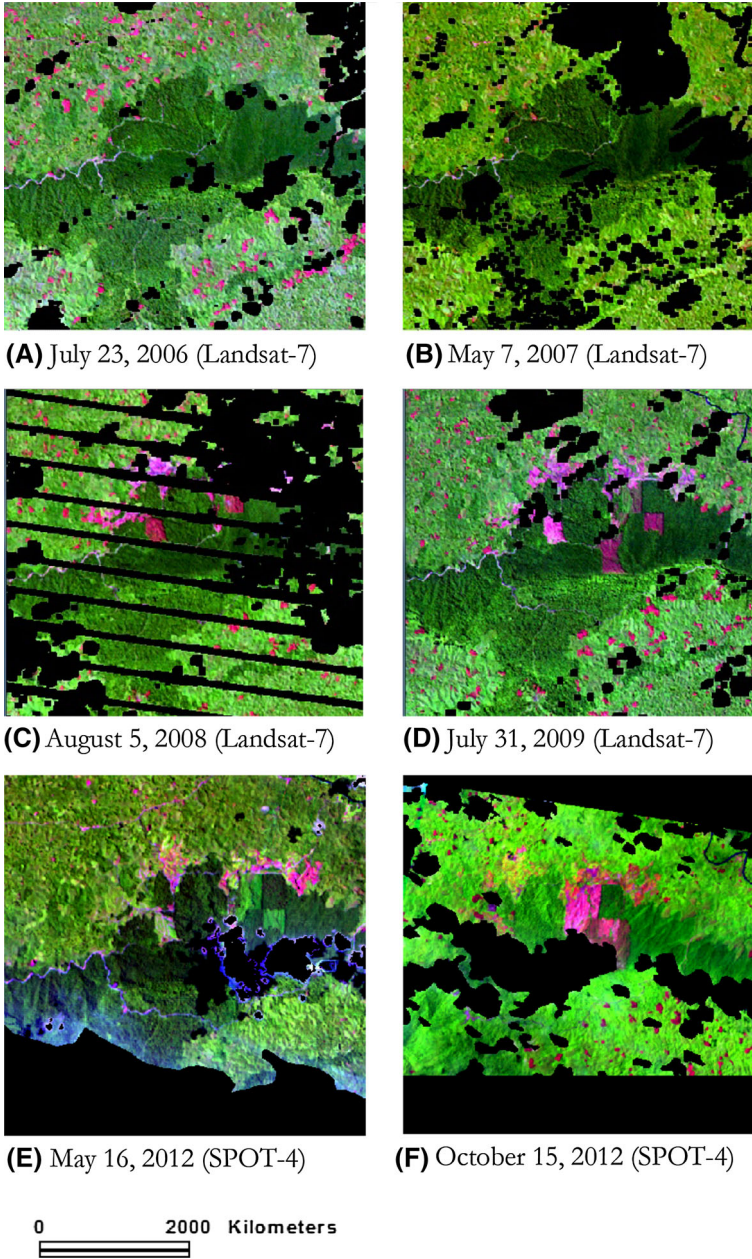 (A) July 23, 2006 (Landsat-7)
(B) May 7, 2007 (Landsat-7)
(C) August 5, 2008 (Landsat-7)
(D) July 31, 2009 (Landsat-7)
(E) May 16, 2012 (SPOT-4)
(F) October 15, 2012 (SPOT-4)
0 2000 Kilometers